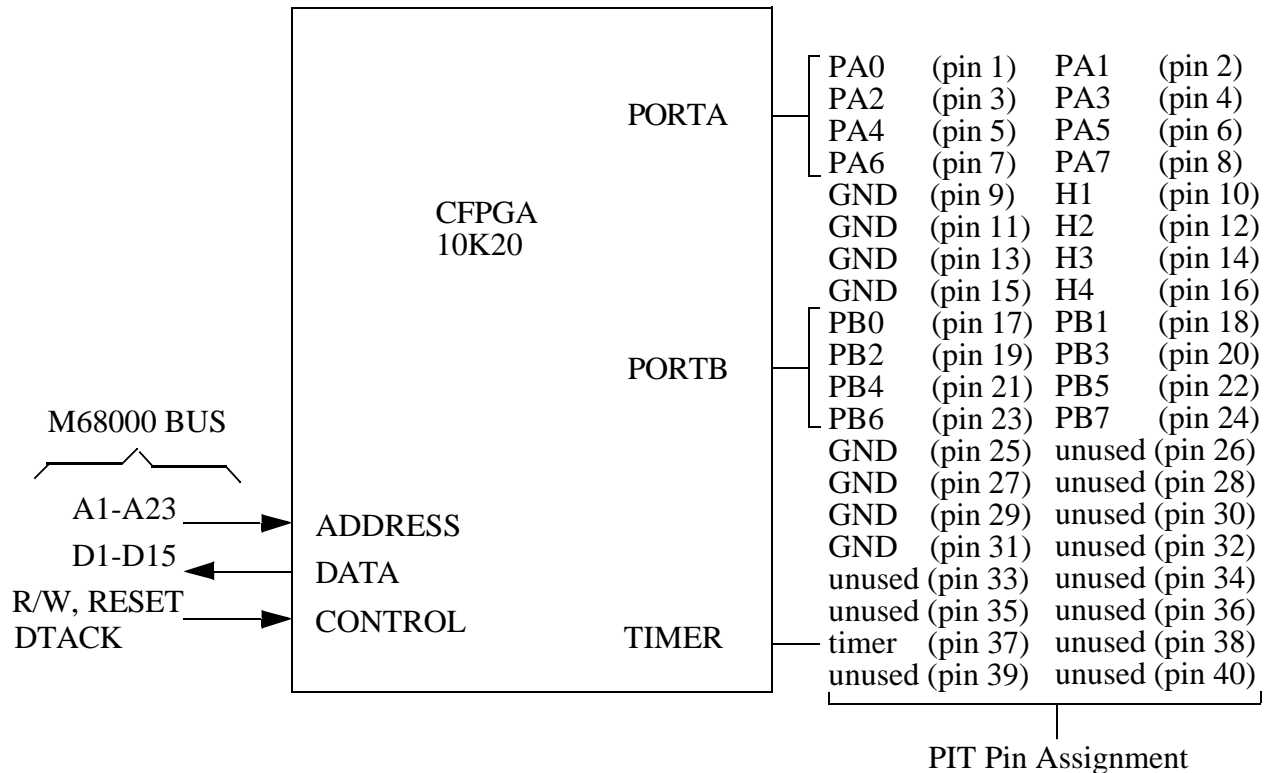 PORTA
CFPGA
10K20
PORTB
M68000 BUS
A1-A23
D1-D15
R/W, RESET
DTACK
ADDRESS
DATA
CONTROL
TIMER
PA0 (pin 1) PA1 (pin 2)
PA2 (pin 3) PA3 (pin 4)
PA4 (pin 5) PA5 (pin 6)
PA6 (pin 7) PA7 (pin 8)
GND (pin 9) H1 (pin 10)
GND (pin 11) H2 (pin 12)
GND (pin 13) H3 (pin 14)
GND (pin 15) H4 (pin 16)
PB0 (pin 17) PB1 (pin 18)
PB2 (pin 19) PB3 (pin 20)
PB4 (pin 21) PB5 (pin 22)
PB6 (pin 23) PB7 (pin 24)
GND (pin 25) unused (pin 26)
GND (pin 27) unused (pin 28)
GND (pin 29) unused (pin 30)
GND (pin 31) unused (pin 32)
unused (pin 33) unused (pin 34)
unused (pin 35) unused (pin 36)
timer (pin 37) unused (pin 38)
unused (pin 39) unused (pin 40)
PIT Pin Assignment